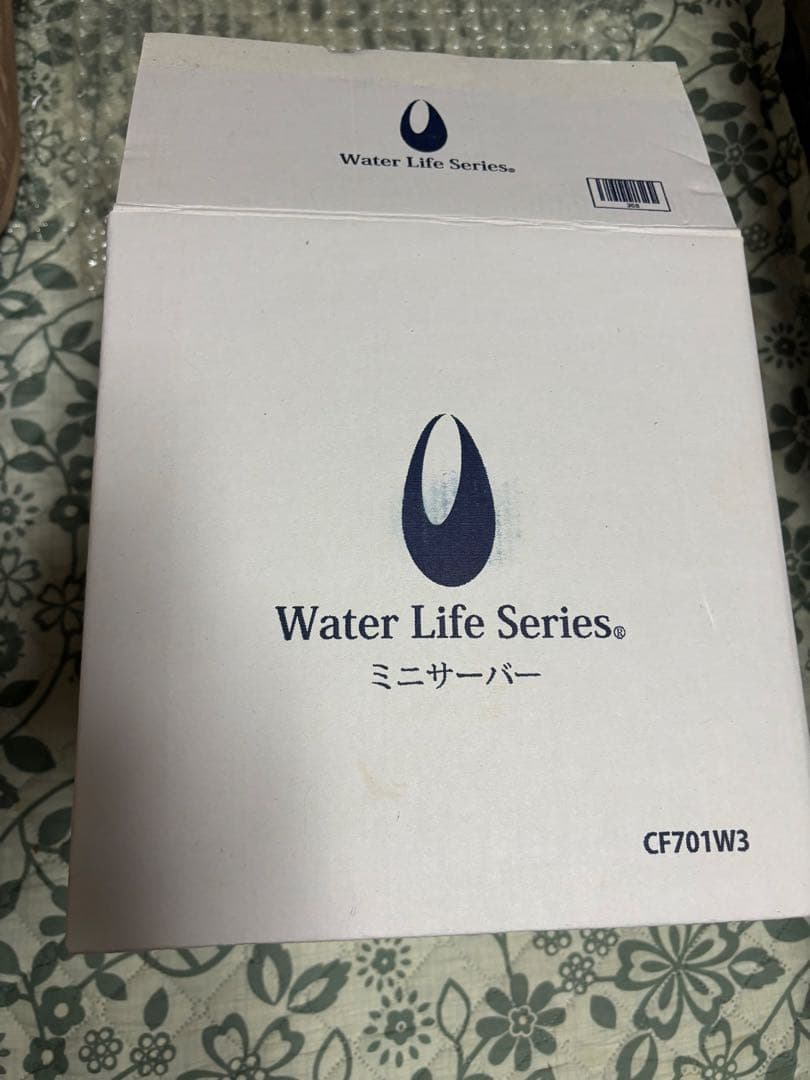 Water Life Series®
Water Life Series®
ミニサーバー
CF701W3